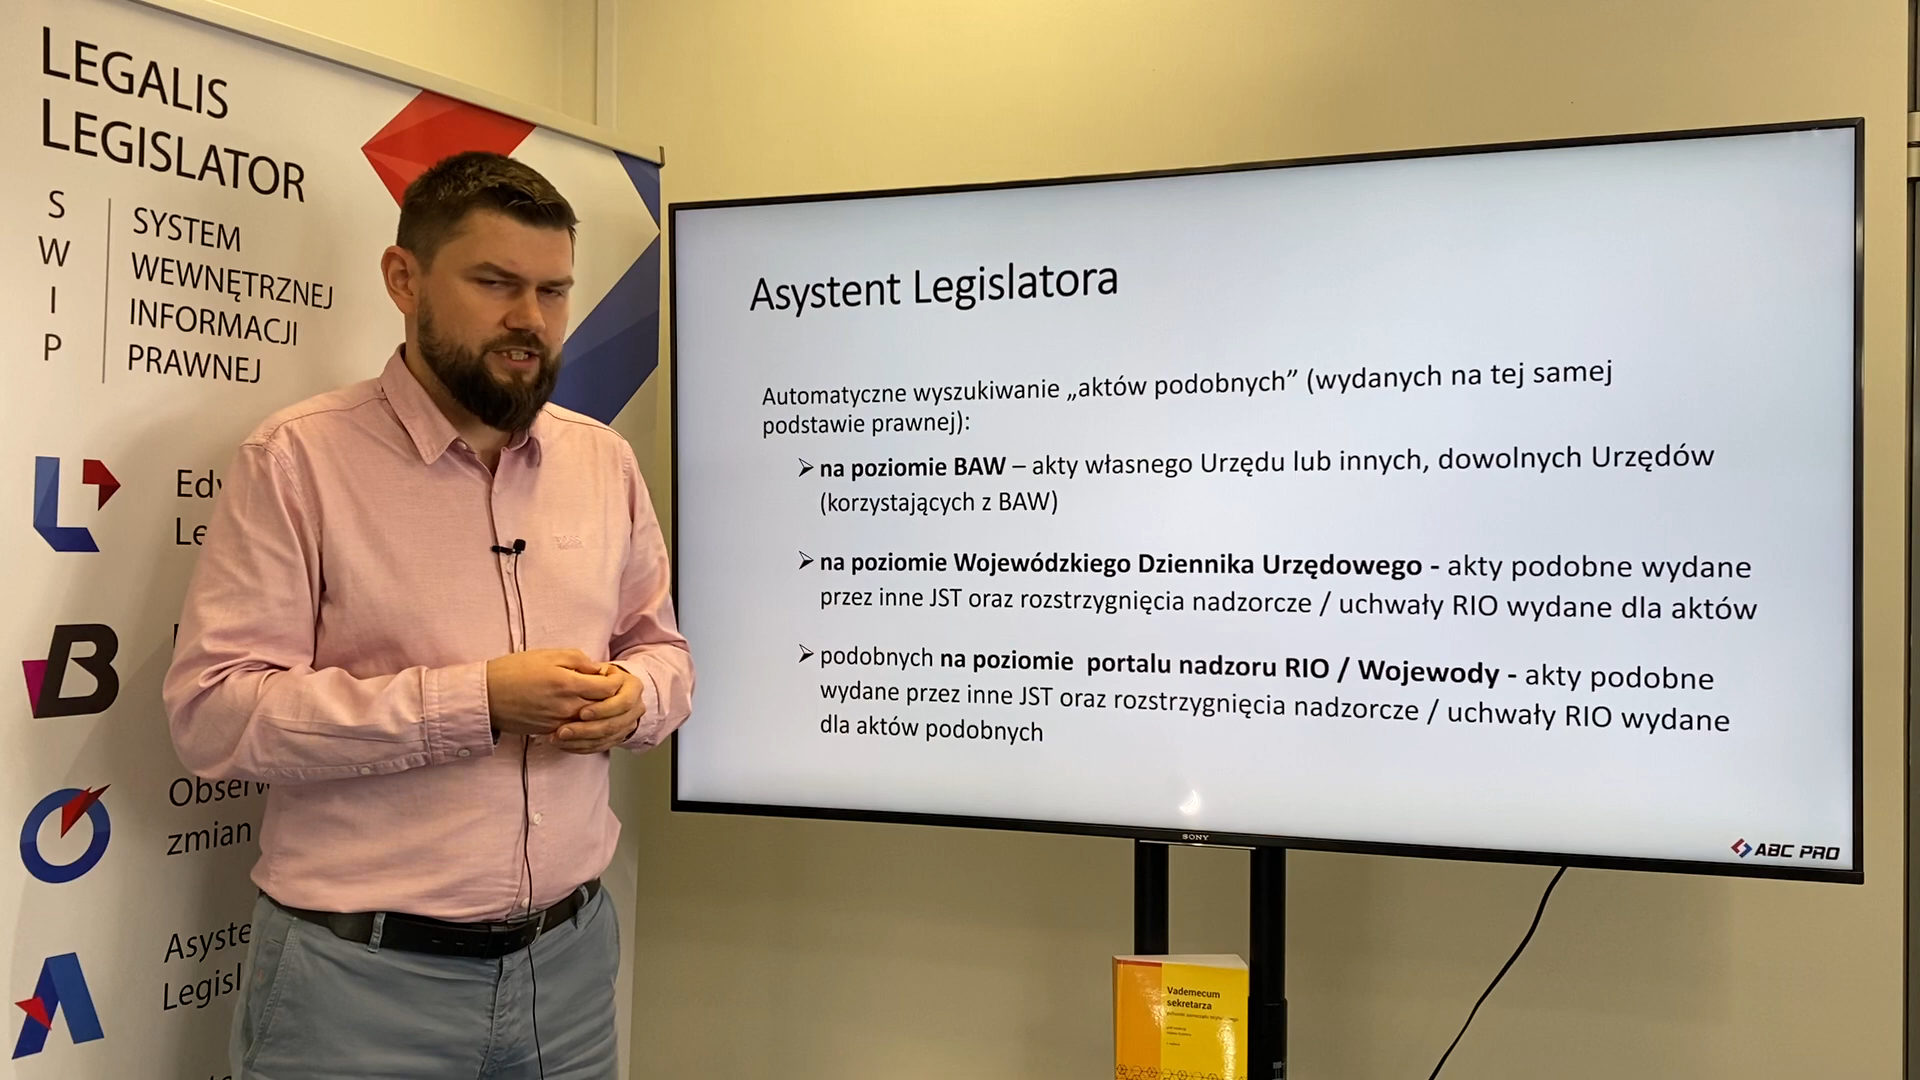 LEGALIS
LEGISLATOR
S
W
I
P
SYSTEM
WEWNĘTRZNEJ
INFORMACJI
PRAWNEJ
Obserw
zmian
Asyste
Legisl
Asystent Legislatora
Automatyczne wyszukiwanie „aktów podobnych” (wydanych na tej samej
podstawie prawnej):
➢ na poziomie BAW – akty własnego Urzędu lub innych, dowolnych Urzędów
(korzystających z BAW)
➢ na poziomie Wojewódzkiego Dziennika Urzędowego - akty podobne wydane
przez inne JST oraz rozstrzygnięcia nadzorcze / uchwały RIO wydane dla aktów
➢ podobnych na poziomie portalu nadzoru RIO / Wojewody - akty podobne
wydane przez inne JST oraz rozstrzygnięcia nadzorcze / uchwały RIO wydane
dla aktów podobnych
ABC PRO
SONY
Vademecum
sekretarza